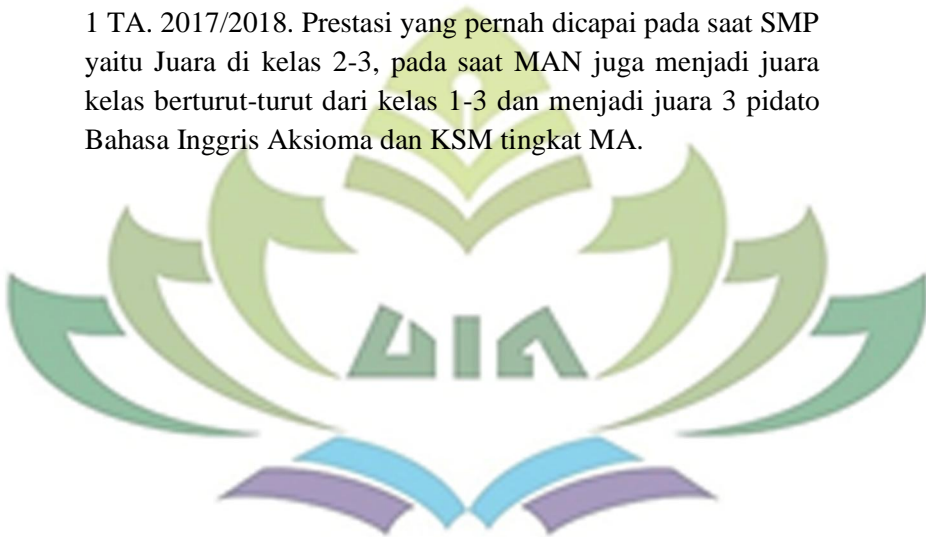 1 TA. 2017/2018. Prestasi yang pernah dicapai pada saat SMP
yaitu Juara di kelas 2-3, pada saat MAN juga menjadi juara
kelas berturut-turut dari kelas 1-3 dan menjadi juara 3 pidato
Bahasa Inggris Aksioma dan KSM tingkat MA.
UIN